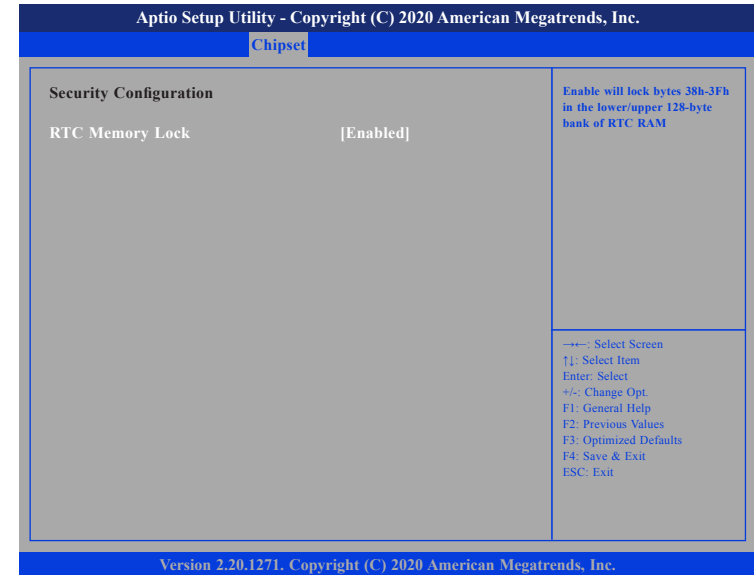 Aptio Setup Utility - Copyright (C) 2020 American Megatrends, Inc.
Chipset
Security Configuration
RTC Memory Lock [Enabled]
Enable will lock bytes 38h-3Fh
in the lower/upper 128-byte
bank of RTC RAM
→←: Select Screen
↑↓: Select Item
Enter: Select
+/-: Change Opt.
F1: General Help
F2: Previous Values
F3: Optimized Defaults
F4: Save & Exit
ESC: Exit
Version 2.20.1271. Copyright (C) 2020 American Megatrends, Inc.